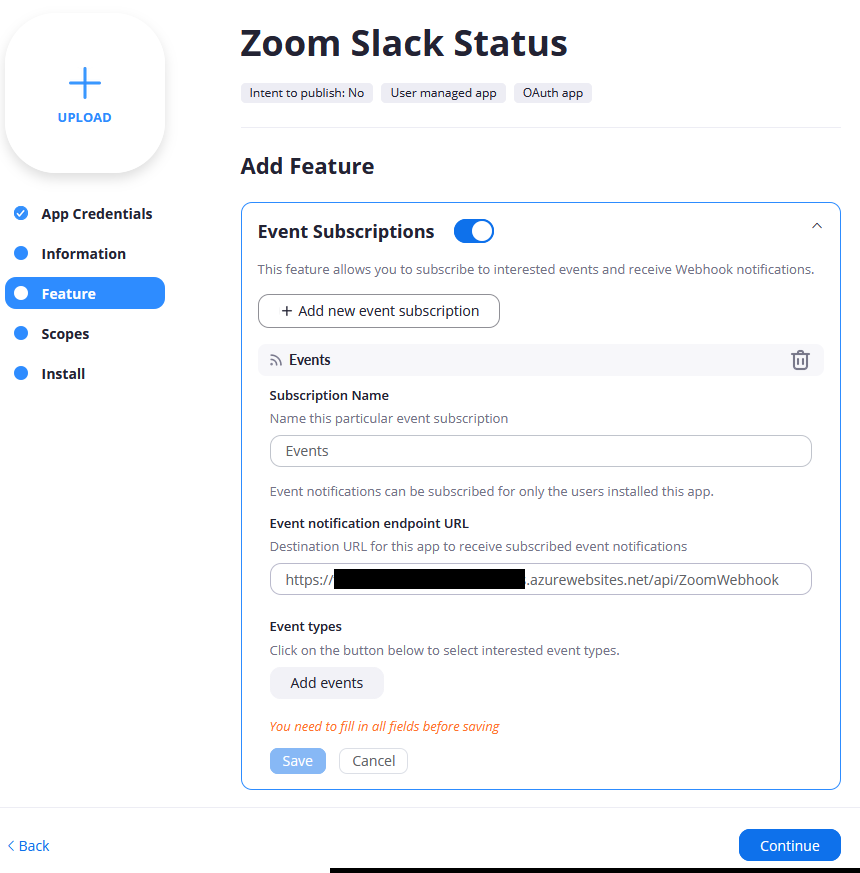 Zoom Slack Status
UPLOAD
Intent to publish: No
User managed app
OAuth app
App Credentials
Information
Feature
Scopes
Install
Add Feature
Event Subscriptions
This feature allows you to subscribe to interested events and receive Webhook notifications.
+ Add new event subscription
Events
Subscription Name
Name this particular event subscription
Events
Event notifications can be subscribed for only the users installed this app.
Event notification endpoint URL
Destination URL for this app to receive subscribed event notifications
https:// .azurewebsites.net/api/ZoomWebhook
Event types
Click on the button below to select interested event types.
Add events
You need to fill in all fields before saving
Save
Cancel
< Back
Continue